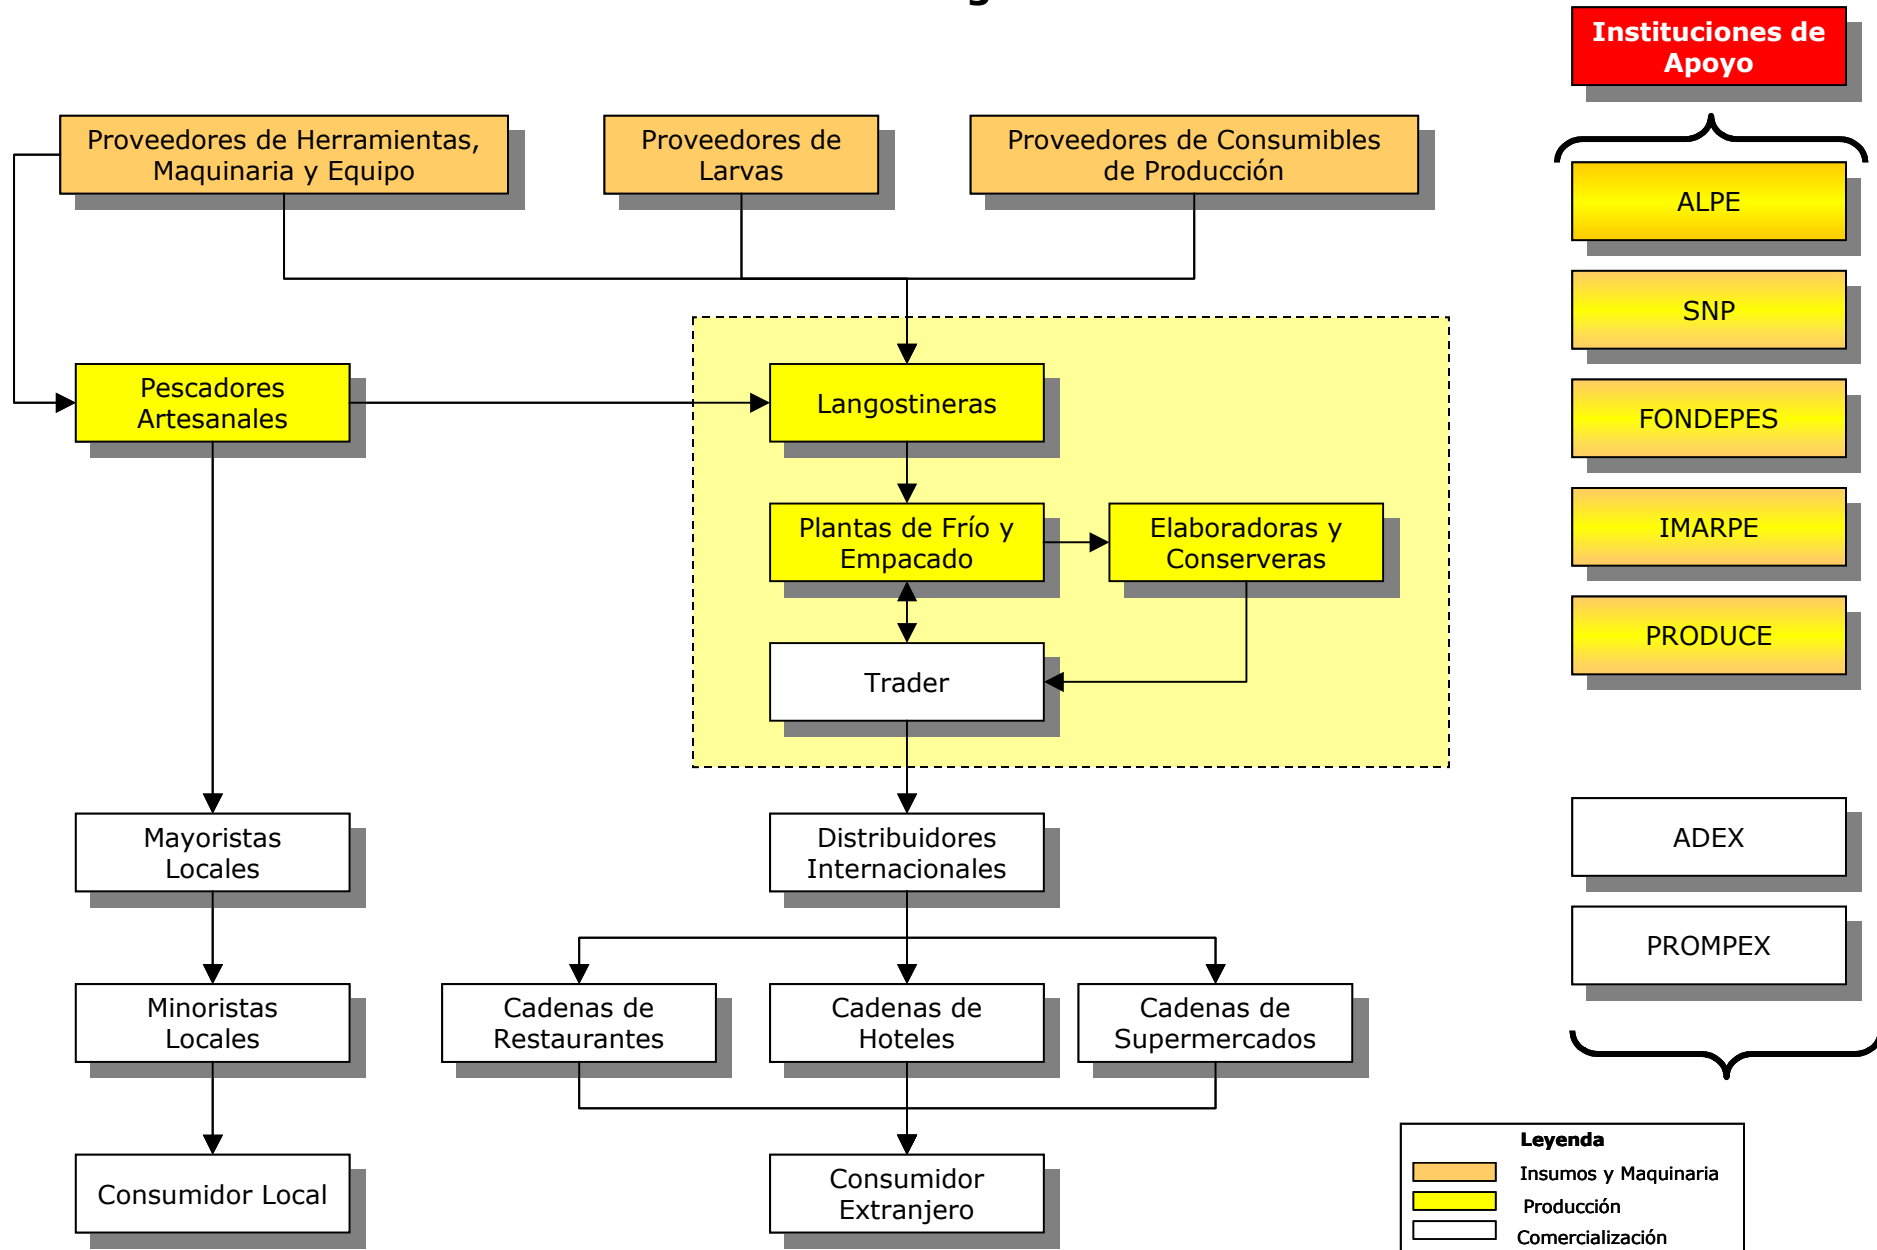 Instituciones de
Apoyo
Proveedores de Herramientas,
Maquinaria y Equipo
Proveedores de
Larvas
Proveedores de Consumibles
de Producción
ALPE
SNP
Pescadores
Artesanales
Langostineras
FONDEPES
Plantas de Frío y
Empacado
Elaboradoras y
Conserveras
IMARPE
PRODUCE
Trader
Mayoristas
Locales
Distribuidores
Internacionales
ADEX
PROMPEX
Minoristas
Locales
Cadenas de
Restaurantes
Cadenas de
Hoteles
Cadenas de
Supermercados
Consumidor Local
Consumidor
Extranjero
Leyenda
Insumos y Maquinaria
Producción
Comercialización